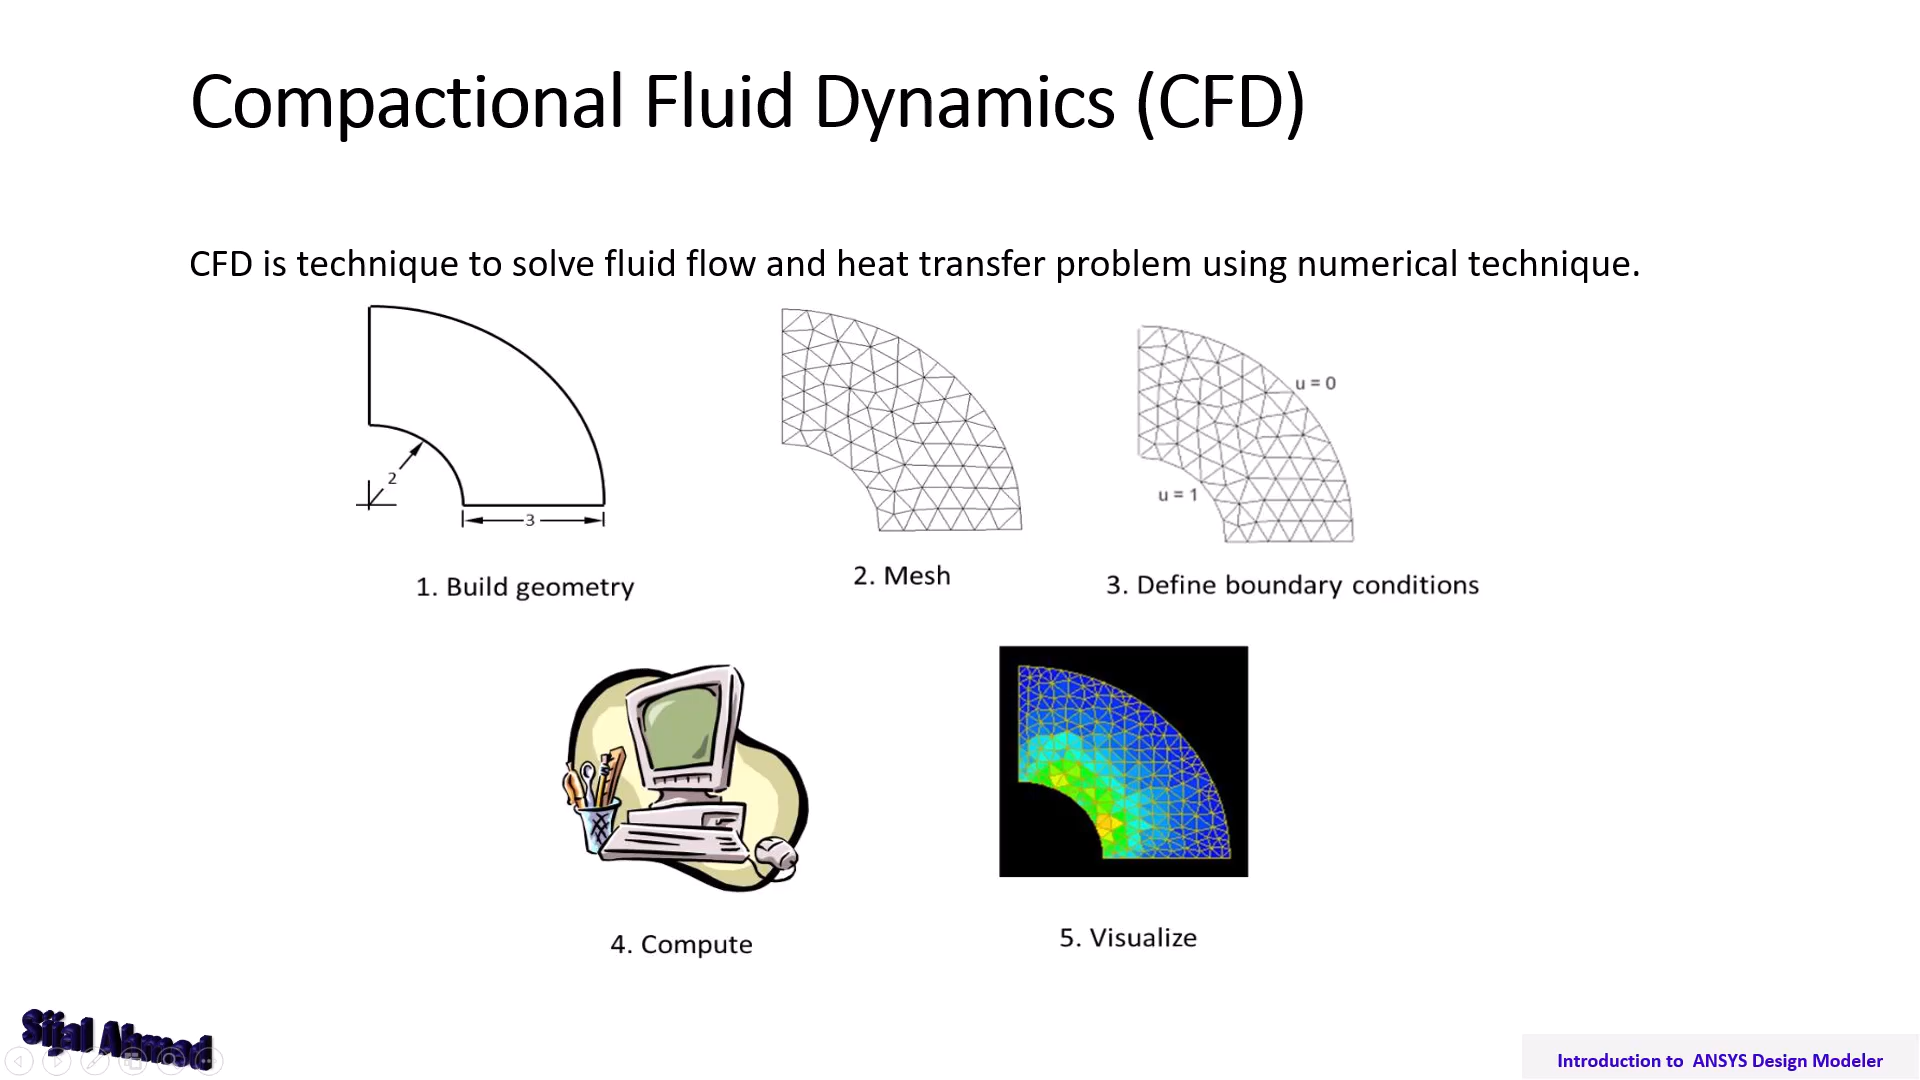 Compactional Fluid Dynamics (CFD)
CFD is technique to solve fluid flow and heat transfer problem using numerical technique.
2
3
u = 0
u = 1
1. Build geometry
2. Mesh
3. Define boundary conditions
4. Compute
5. Visualize
Sijal Ahmed
Introduction to ANSYS Design Modeler